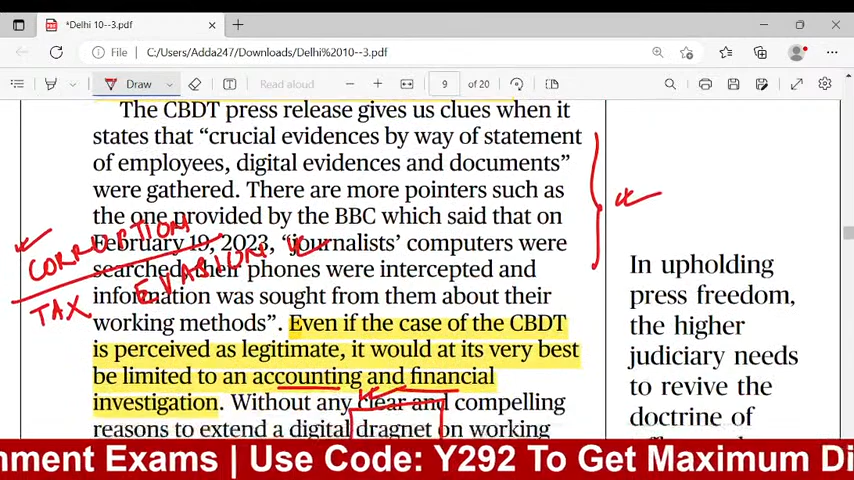 *Delhi 10--3.pdf
File
C:/Users/Adda247/Downloads/Delhi%2010--3.pdf
Draw
Read aloud
9 of 20
The CBDT press release gives us clues when it
states that “crucial evidences by way of statement
of employees, digital evidences and documents”
were gathered. There are more pointers such as
the one provided by the BBC which said that on
February 19, 2023, “journalists’ computers were
searched, their phones were intercepted and
information was sought from them about their
working methods”. Even if the case of the CBDT
is perceived as legitimate, it would at its very best
be limited to an accounting and financial
investigation. Without any clear and compelling
reasons to extend a digital dragnet on working
CORRUPTION
TAX EVASION
In upholding
press freedom,
the higher
judiciary needs
to revive the
doctrine of
nment Exams | Use Code: Y292 To Get Maximum Di